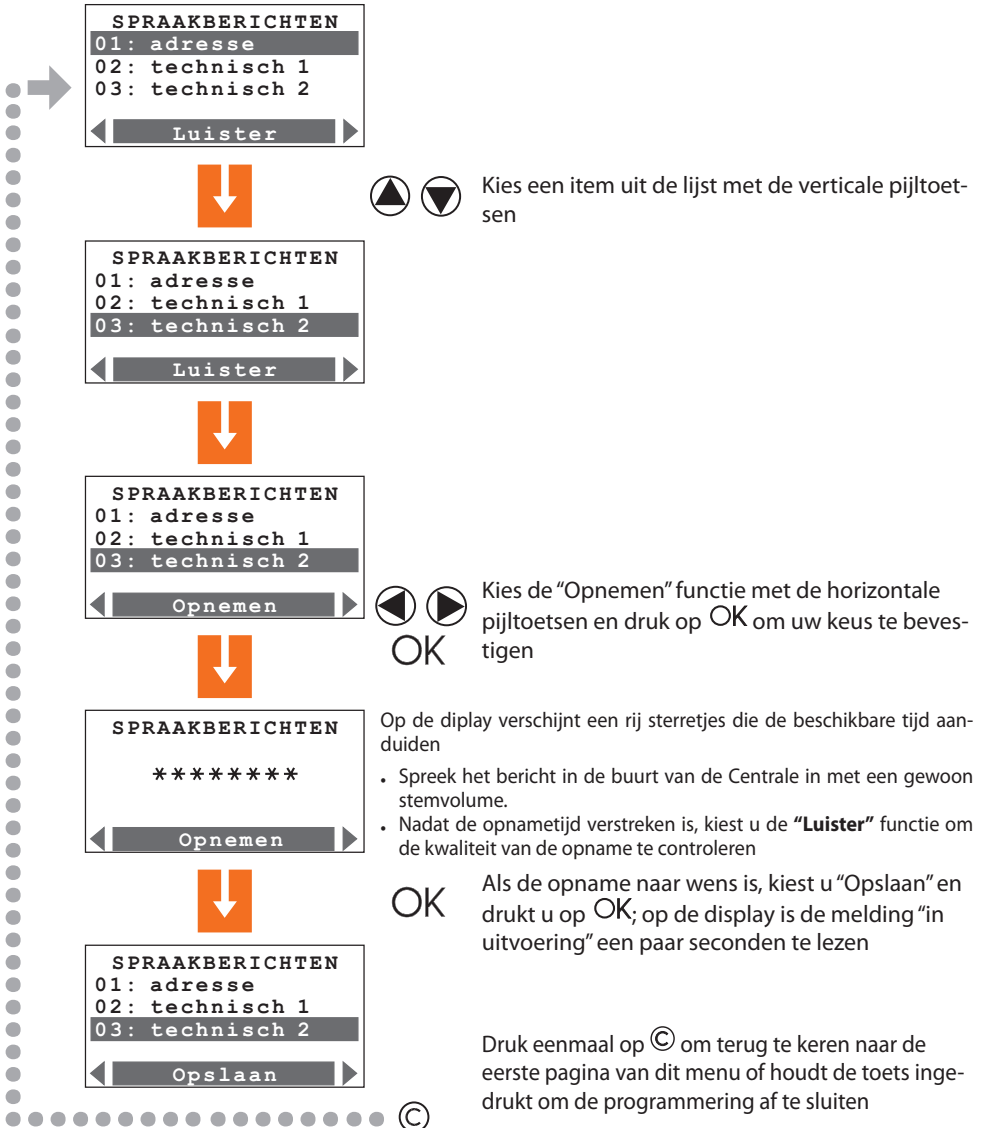 SPRAAKBERICHTEN
01: adresse
02: technisch 1
03: technisch 2
Luister
Kies een item uit de lijst met de verticale pijltoet-
sen
SPRAAKBERICHTEN
01: adresse
02: technisch 1
03: technisch 2
Luister
SPRAAKBERICHTEN
01: adresse
02: technisch 1
03: technisch 2
Opnemen
OK
Kies de “Opnemen” functie met de horizontale
pijltoetsen en druk op OK om uw keus te beves-
tigen
SPRAAKBERICHTEN
********
Opnemen
Op de diplay verschijnt een rij sterretjes die de beschikbare tijd aan-
duiden
• Spreek het bericht in de buurt van de Centrale in met een gewoon
stemvolume.
• Nadat de opnametijd verstreken is, kiest u de “Luister” functie om
de kwaliteit van de opname te controleren
OK
Als de opname naar wens is, kiest u “Opslaan” en
drukt u op OK; op de display is de melding “in
uitvoering” een paar seconden te lezen
SPRAAKBERICHTEN
01: adresse
02: technisch 1
03: technisch 2
Opslaan
Druk eenmaal op © om terug te keren naar de
eerste pagina van dit menu of houdt de toets inge-
drukt om de programmering af te sluiten
©